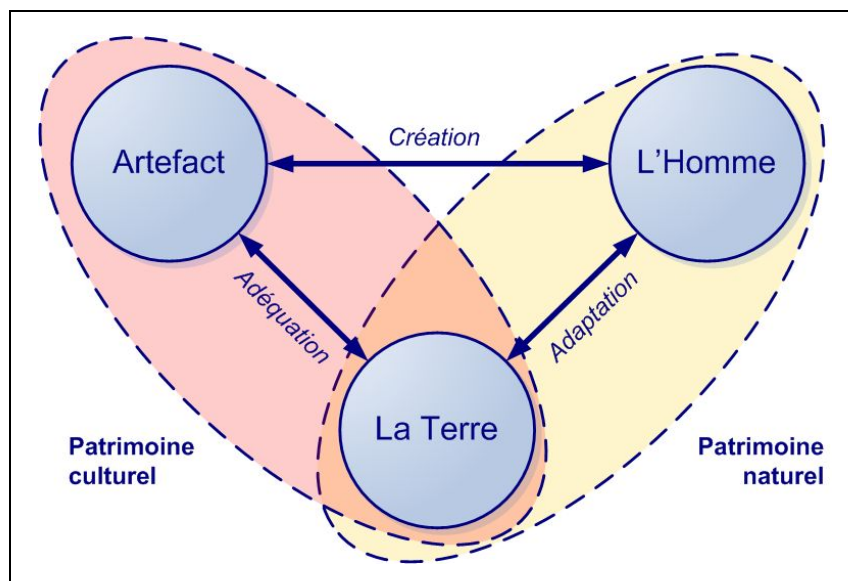 Création
Artefact
L'Homme
Adéquation
Adaptation
La Terre
Patrimoine
culturel
Patrimoine
naturel